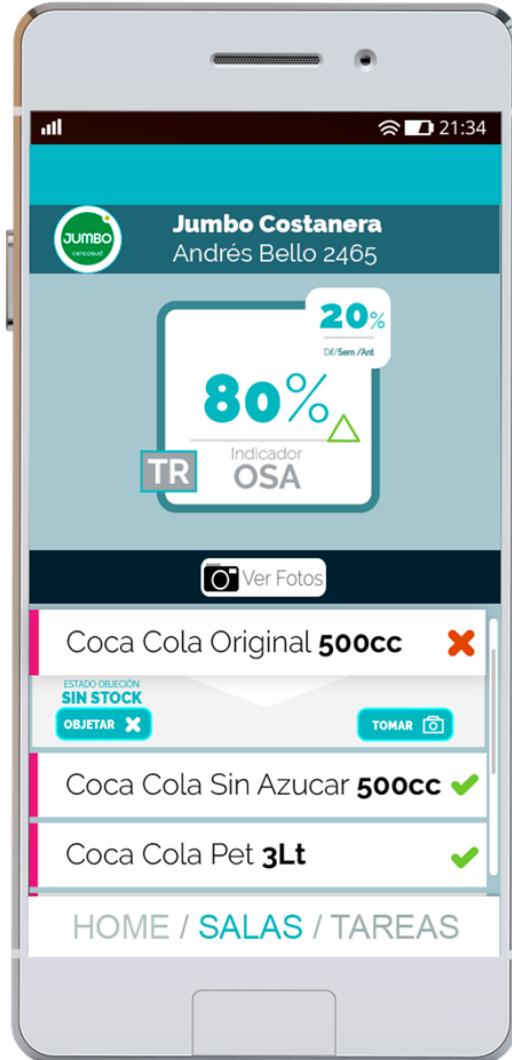 21:34
JUMBO
cencosud
Jumbo Costanera
Andrés Bello 2465
20%
Dif/Sem/Ant
80%
Indicador
TR
OSA
Ver Fotos
Coca Cola Original 500cc
ESTADO OBJECIÓN
SIN STOCK
OBJETAR
TOMAR
Coca Cola Sin Azucar 500cc
Coca Cola Pet 3Lt
HOME / SALAS / TAREAS